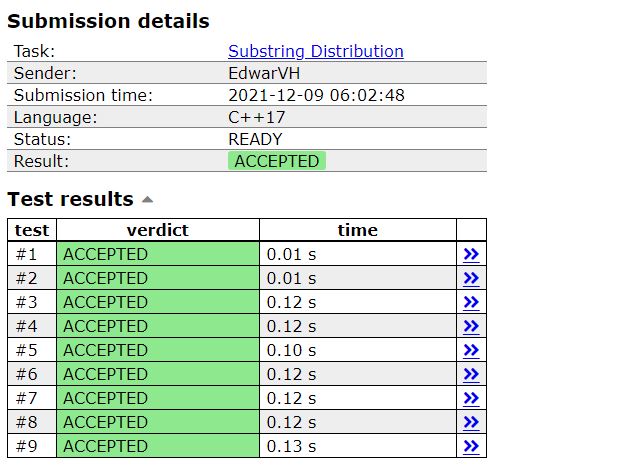 Submission details
Task: Substring Distribution
Sender: EdwarVH
Submission time: 2021-12-09 06:02:48
Language: C++17
Status: READY
Result: ACCEPTED
Test results
test verdict time
#1 ACCEPTED 0.01 s
#2 ACCEPTED 0.01 s
#3 ACCEPTED 0.12 s
#4 ACCEPTED 0.12 s
#5 ACCEPTED 0.10 s
#6 ACCEPTED 0.12 s
#7 ACCEPTED 0.12 s
#8 ACCEPTED 0.12 s
#9 ACCEPTED 0.13 s